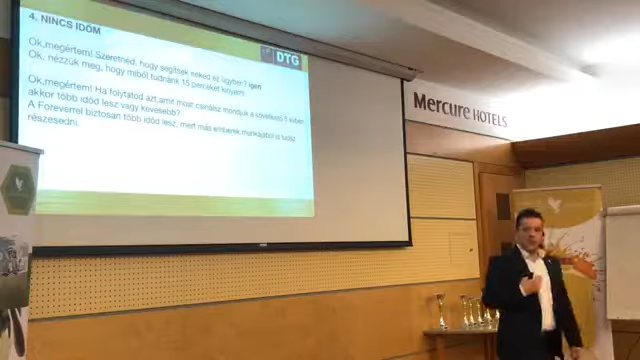 4. NINCS IDŐM
DTG
Ok,megértem! Szeretnéd, hogy segítsek neked ez ügyben? igen
Ok, nézzük meg, hogy miből tudnánk 15 perceket kinyerni.
Ok,megértem! Ha folytatod azt,amit most csinálsz mondjuk a következő 5 évben
akkor több időd lesz vagy kevesebb?
A Foreverrel biztosan több időd lesz, mert más emberek munkájából is tudsz
részesedni.
Mercure HOTELS